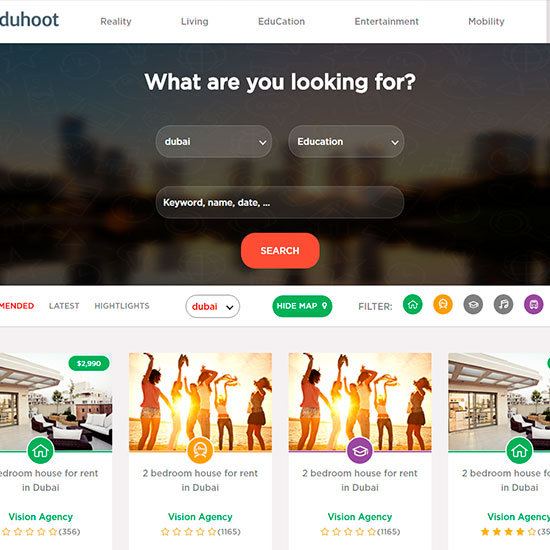 duhoot
Reality Living EduCation Entertainment Mobility
What are you looking for?
dubai Education
Keyword, name, date, ...
SEARCH
MENDED LATEST HIGHTLIGHTS dubai HIDE MAP FILTER:
$2,990
bedroom house for rent
in Dubai
Vision Agency
(356)
2 bedroom house for rent
in Dubai
Vision Agency
(1165)
2 bedroom house for rent
in Dubai
Vision Agency
(1165)
bedroom house for rent
in Dubai
Vision Agency
(35